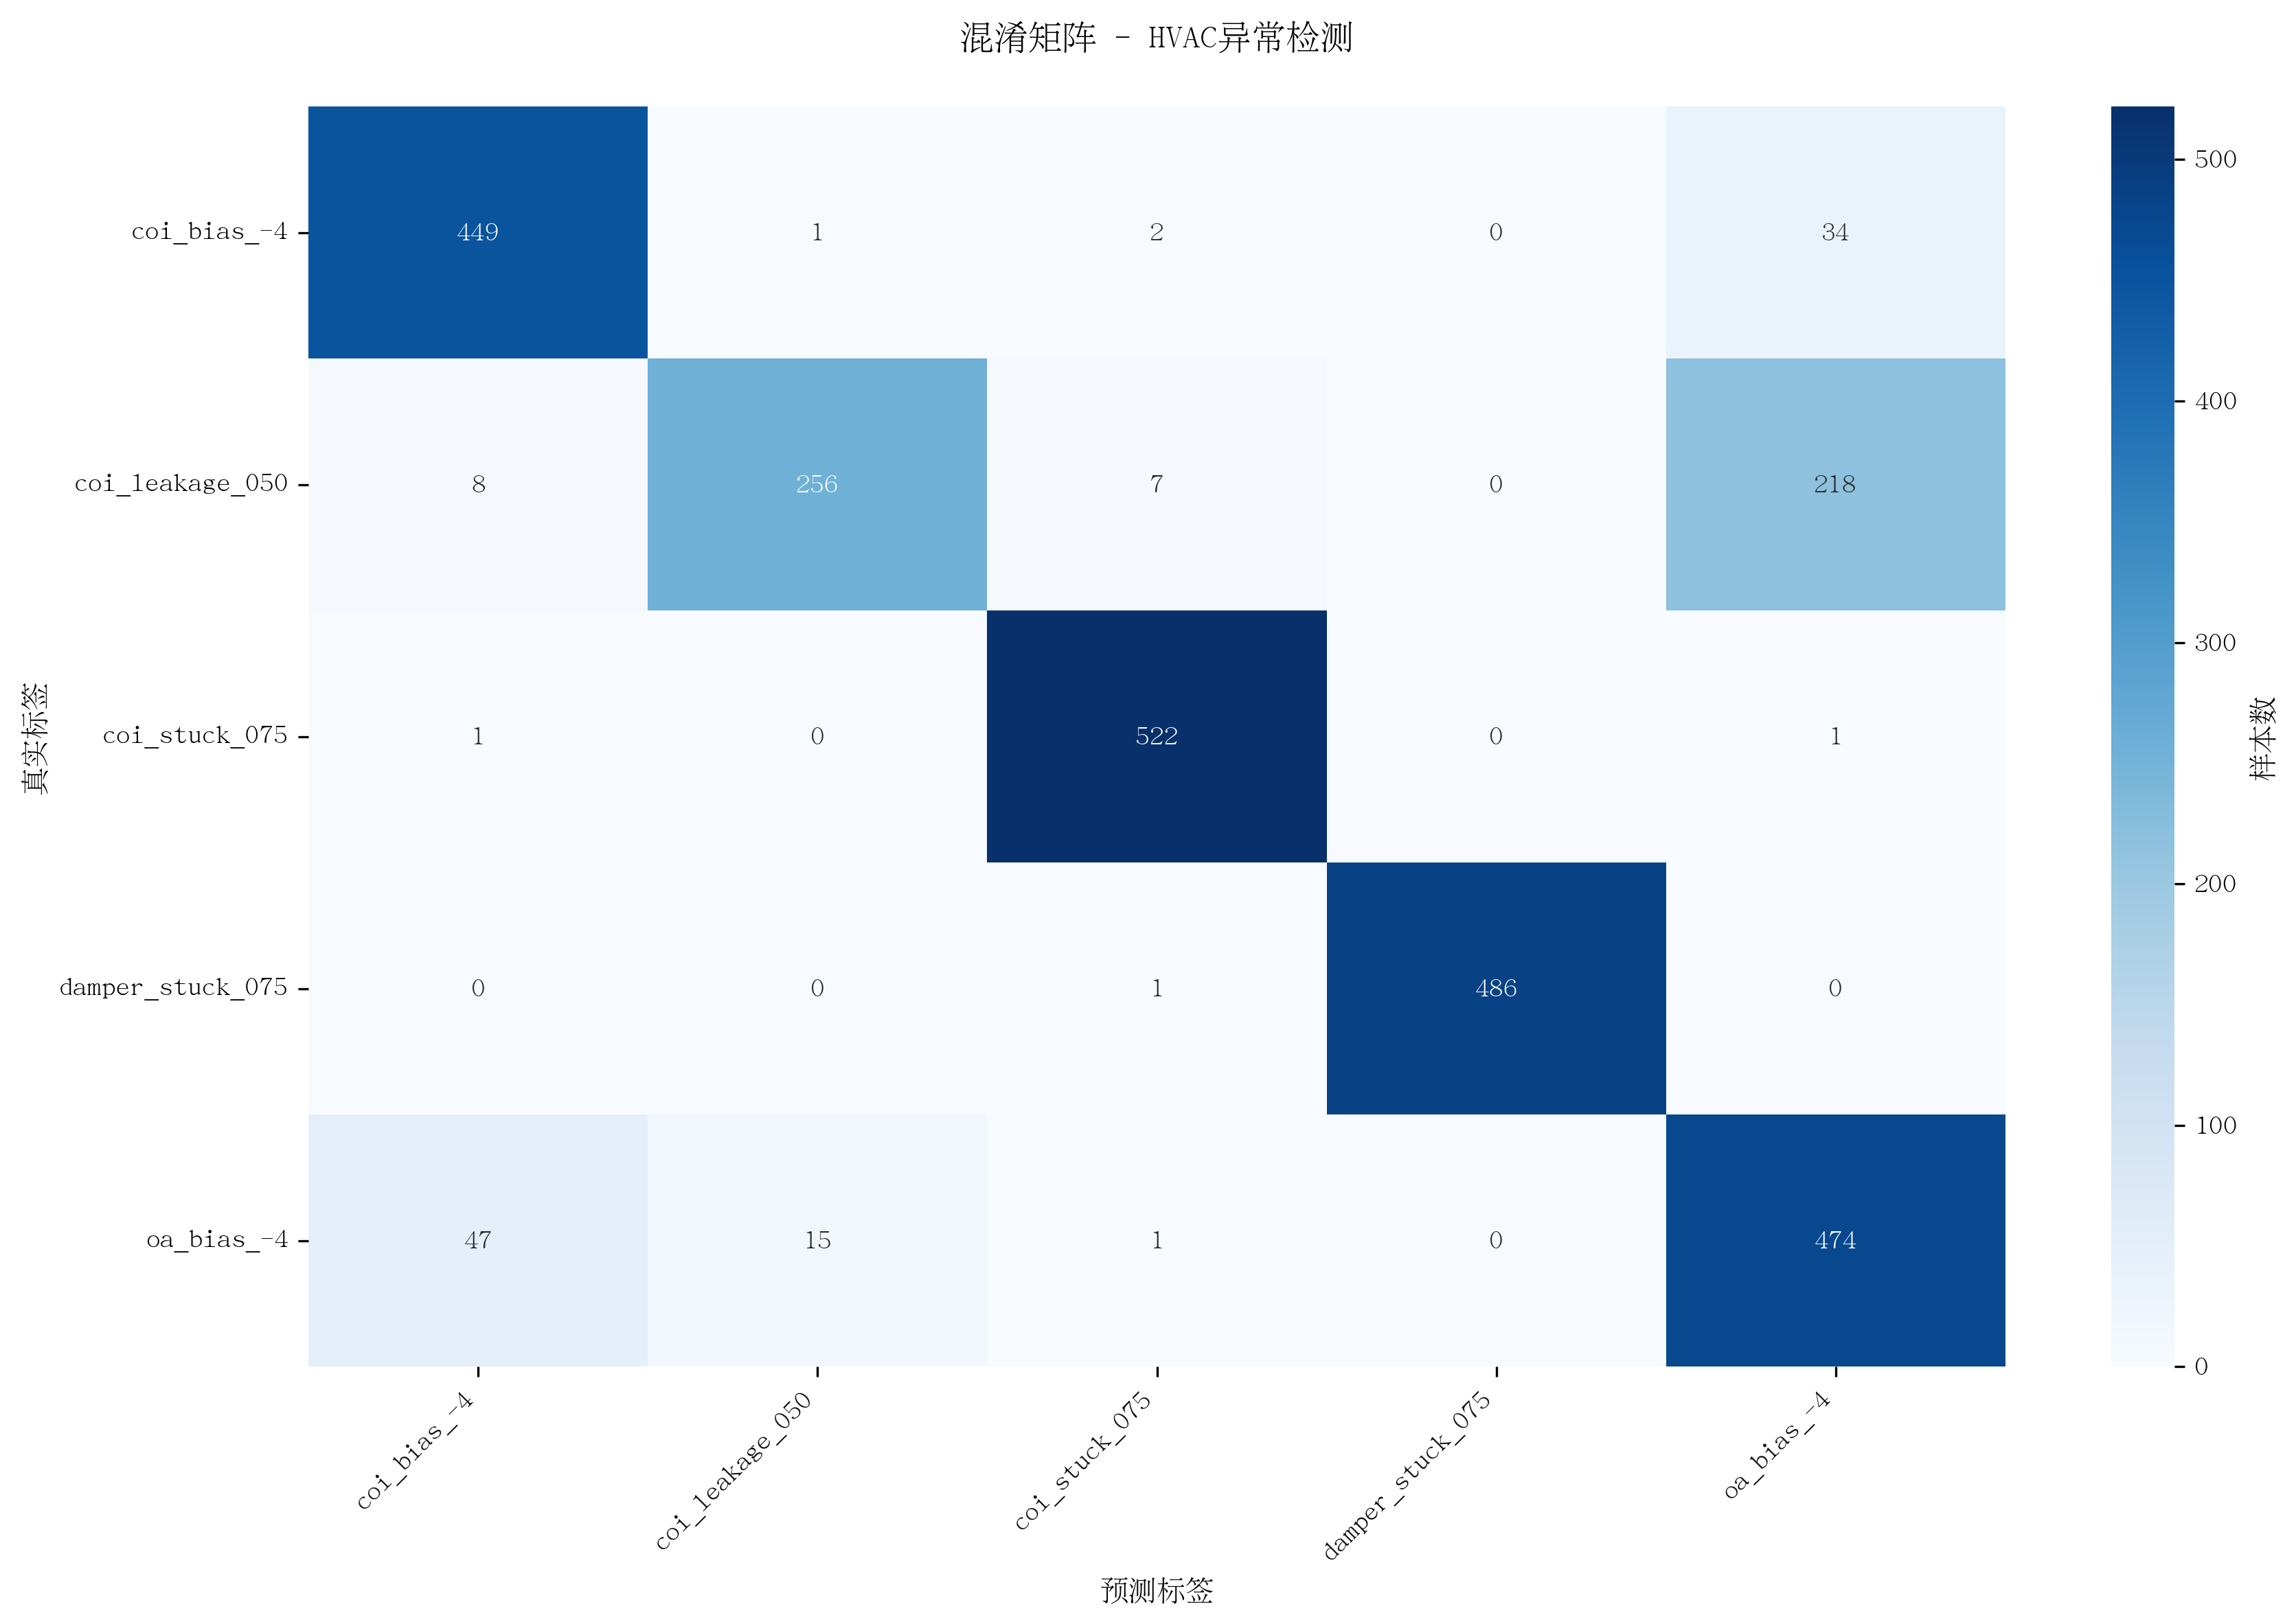 混淆矩阵 - HVAC异常检测
coi_bias_-4
449
1
2
0
34
coi_leakage_050
8
256
7
0
218
coi_stuck_075
1
0
522
0
1
damper_stuck_075
0
0
1
486
0
oa_bias_-4
47
15
1
0
474
真实标签
coi_bias_-4
coi_leakage_050
coi_stuck_075
damper_stuck_075
oa_bias_-4
预测标签
500
400
300
200
100
0
样本数